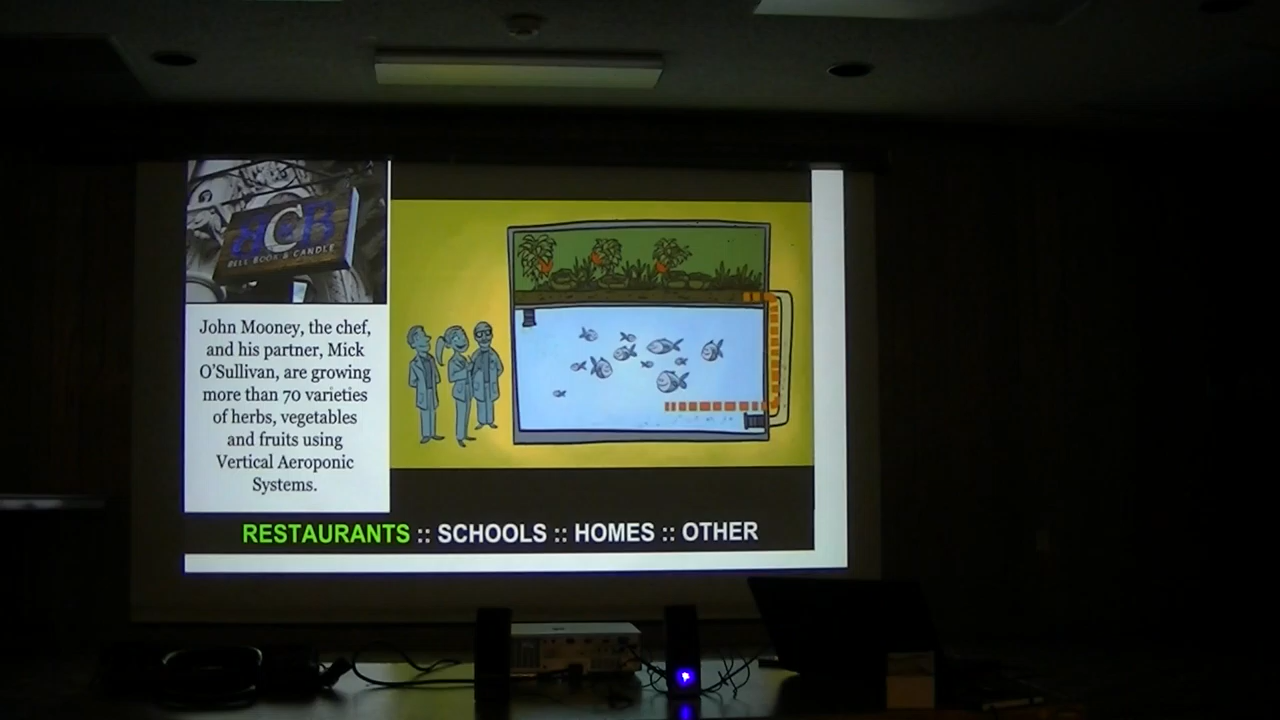 BCB
BELL BOOK & CANDLE
John Mooney, the chef,
and his partner, Mick
O'Sullivan, are growing
more than 70 varieties
of herbs, vegetables
and fruits using
Vertical Aeroponic
Systems.
RESTAURANTS :: SCHOOLS :: HOMES :: OTHER